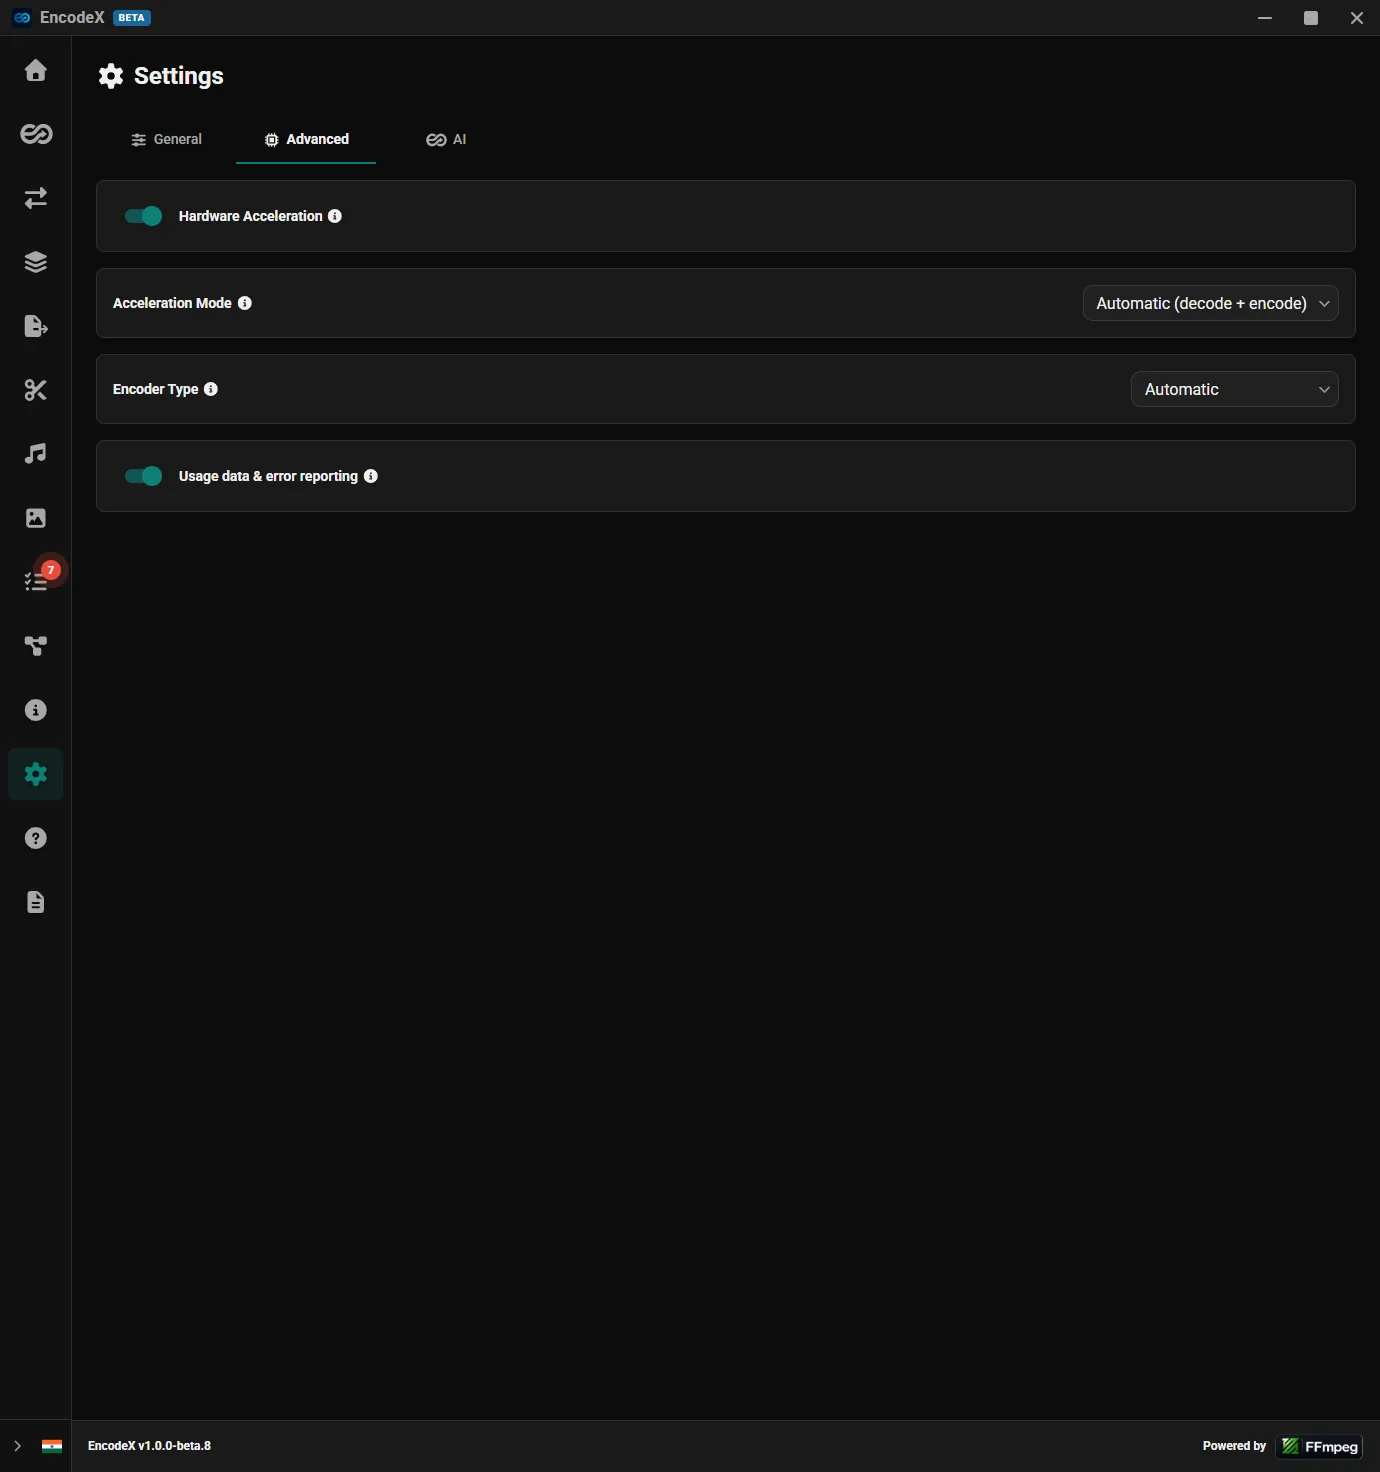 EncodeX BETA
Settings
General
Advanced
AI
Hardware Acceleration
Acceleration Mode
Automatic (decode + encode)
Encoder Type
Automatic
Usage data & error reporting
7
EncodeX v1.0.0-beta.8
Powered by FFmpeg